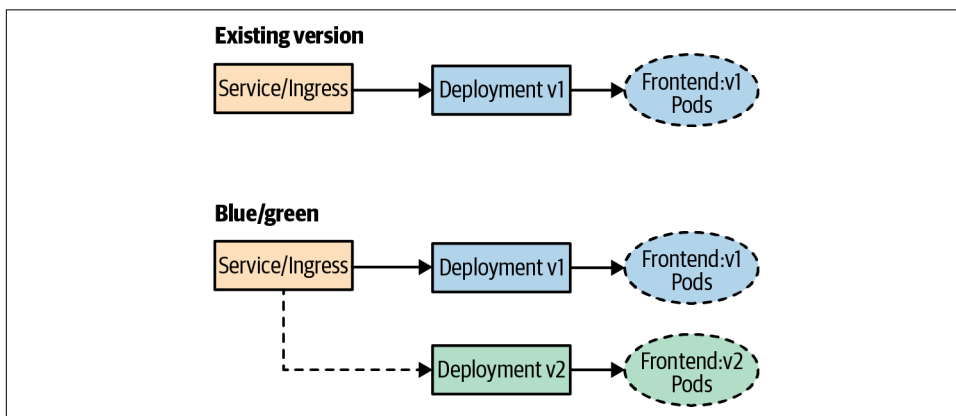 Existing version
Service/Ingress
Deployment v1
Frontend:v1
Pods
Blue/green
Service/Ingress
Deployment v1
Frontend:v1
Pods
Deployment v2
Frontend:v2
Pods